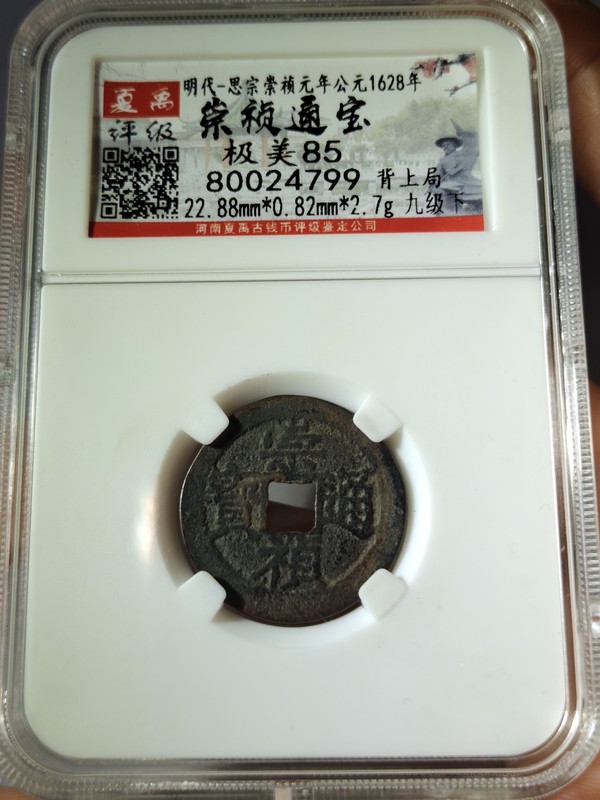 夏禹
评级
明代-思宗崇祯元年公元1628年
崇祯通宝
极美85
80024799 背上局
22.88mm*0.82mm*2.7g 九级下
河南夏禹古钱币评级鉴定公司
崇禎通寳